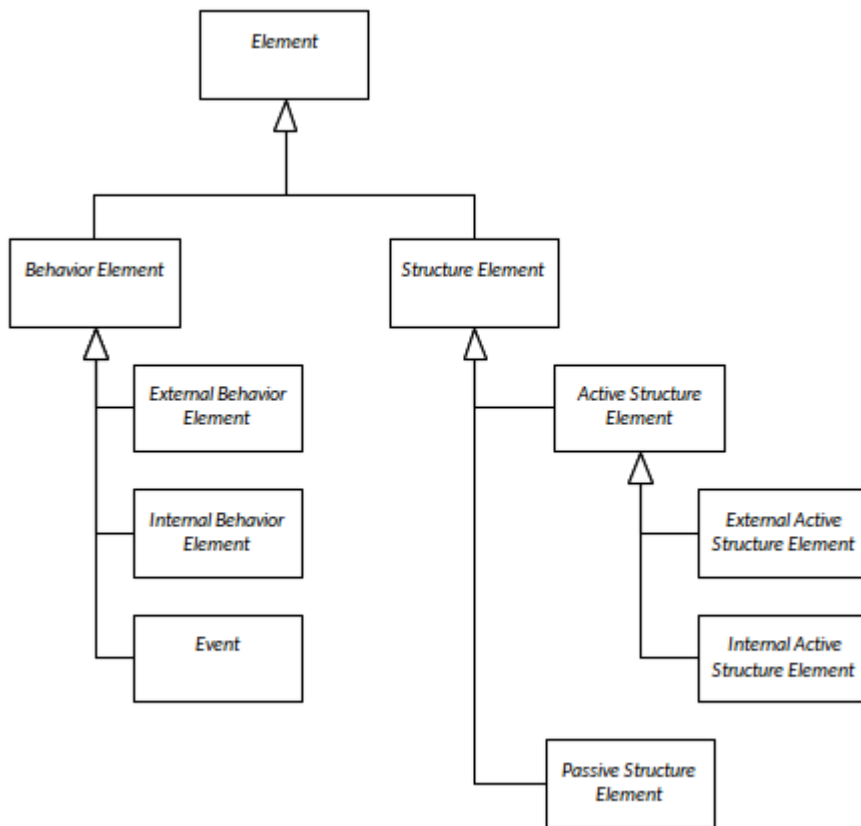 Element
Behavior Element
Structure Element
External Behavior
Element
Active Structure
Element
Internal Behavior
Element
External Active
Structure Element
Event
Internal Active
Structure Element
Passive Structure
Element